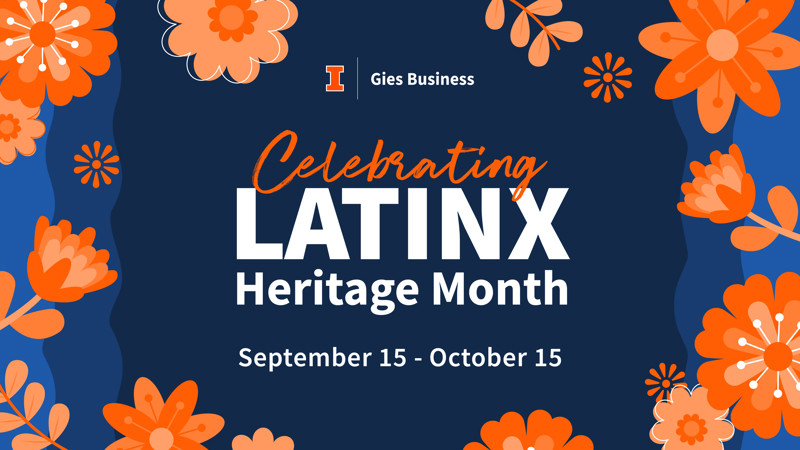 I Gies Business
Celebrating
LATINX
Heritage Month
September 15 - October 15